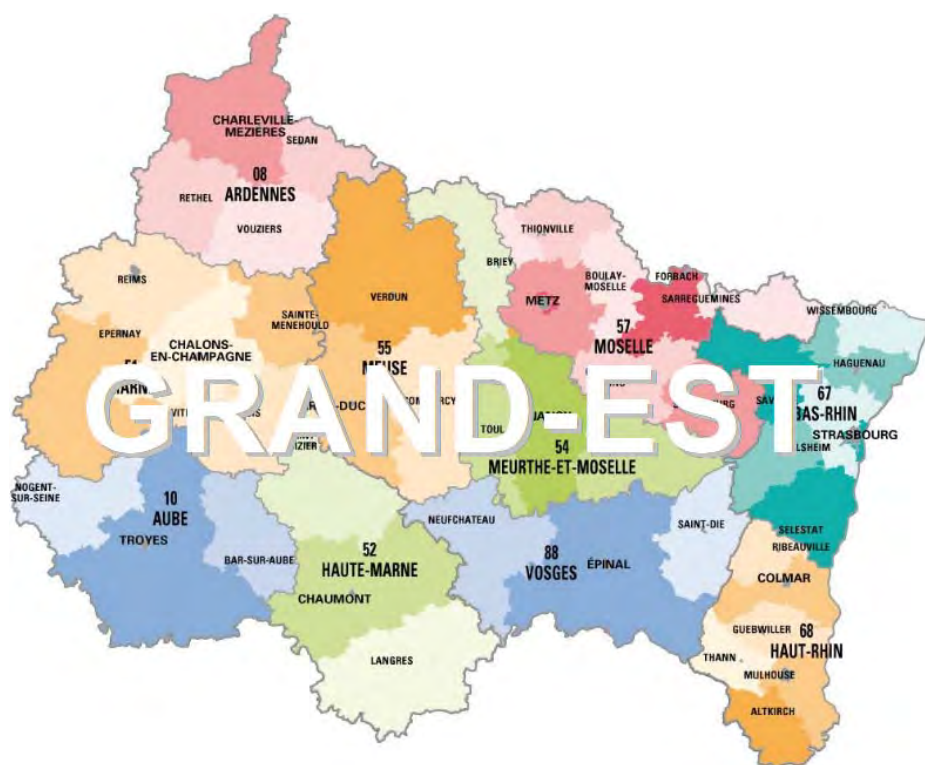 CHARLEVILLE-
MEZIERES
SEDAN
08
ARDENNES
RETHEL
VOUZIERS
THIONVILLE
BRIEY
REIMS
BOULAY-
MOSELLE
FORBACH
SARREGUEMINES
METZ
VERDUN
WISSEMBOURG
SAINTE-
MENEHOULD
EPERNAY
57
MOSELLE
CHALONS-
EN-CHAMPAGNE
55
MEUSE
HAGUENAU
67
BAS-RHIN
GRAND-EST
STRASBOURG
TOUL
54
MEURTHE-ET-MOSELLE
NOGENT-
SUR-SEINE
10
AUBE
TROYES
BAR-SUR-AUBE
NEUFCHATEAU
SAINT-DIE
52
HAUTE-MARNE
88
VOSGES
ÉPINAL
SELESTAT
RIBEAUVILLE
CHAUMONT
COLMAR
LANGRES
GUEBWILLER
68
HAUT-RHIN
THANN
MULHOUSE
ALTKIRCH